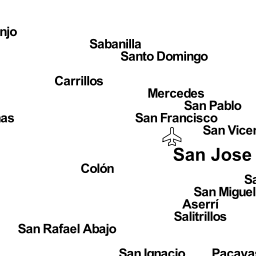 njo
Sabanilla
Santo Domingo
Carrillos
Mercedes
San Pablo
as
San Francisco
San Vicen
San Jose
Colón
Sa
San Miguel
Aserrí
Salitrillos
San Rafael Abajo
San Ignacio
Pacayas